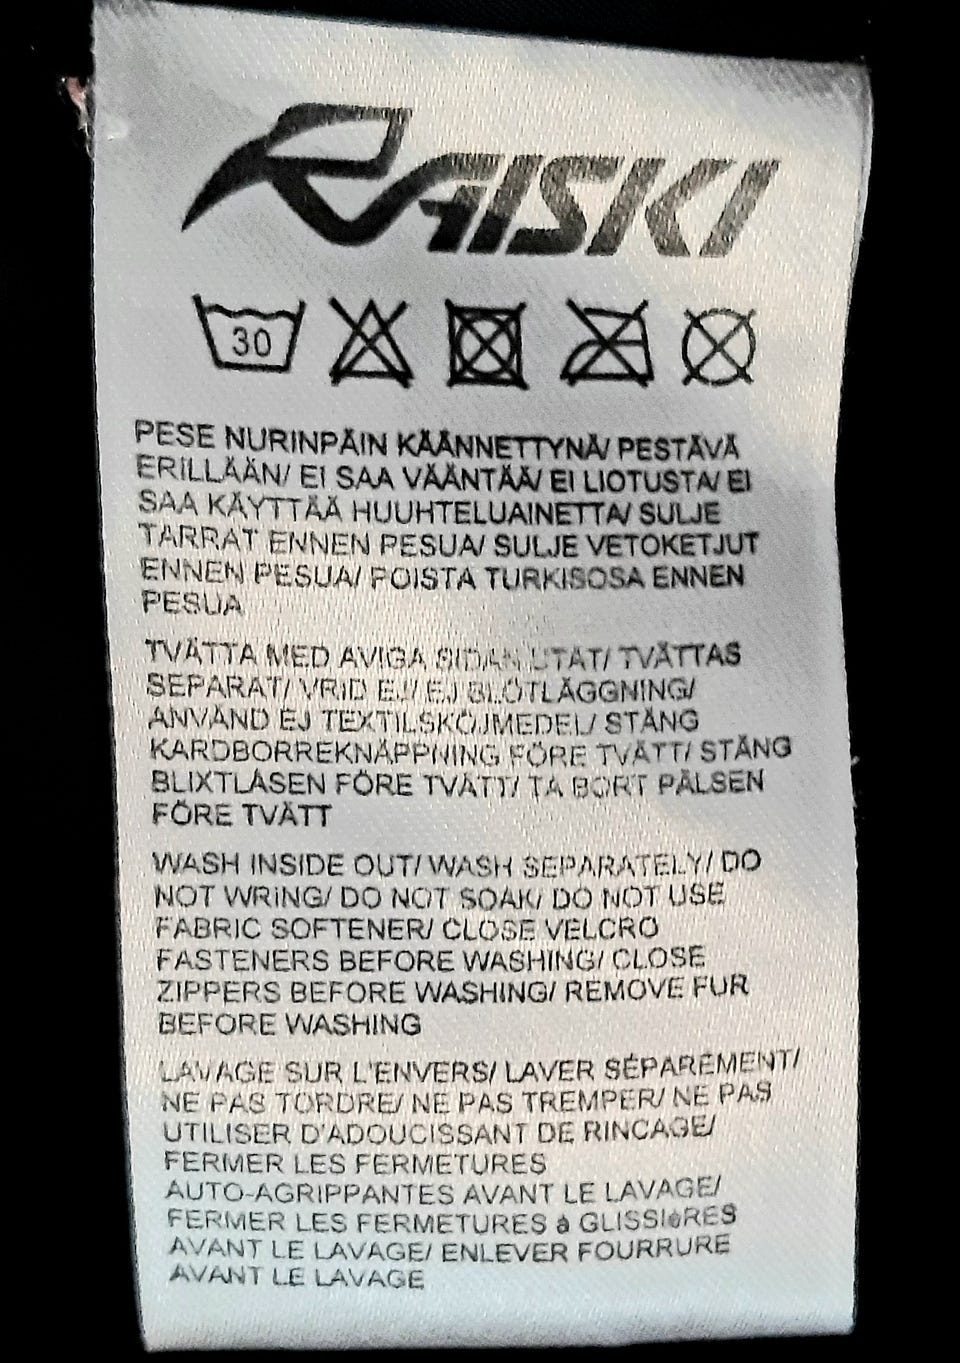 RAISKI
30
PESE NURINPÄIN KÄÄNNETTYNÄ/ PESTÄVÄ
ERILLÄÄN/ EI SAA VÄÄNTÄÄ/ EI LIOTUSTA/ EI
SAA KÄYTTÄÄ HUUHTELUAINETTA/ SULJE
TARRAT ENNEN PESUA/ SULJE VETOKETJUT
ENNEN PESUA/ POISTA TURKISOSA ENNEN
PESUA
TVÄTTA MED AVIGA SIDAN UTÅT/ TVÄTTAS
SEPARAT/ VRID EJ/ EJ BLÖTLÄGGNING/
ANVÄND EJ TEXTILSKÖJMEDEL/ STÄNG
KARDBORREKNÄPPNING FÖRE TVÄTT/ STÄNG
BLIXTLÅSEN FÖRE TVÄTT/ TA BORT PÄLSEN
FÖRE TVÄTT
WASH INSIDE OUT/ WASH SEPARATELY/ DO
NOT WRING/ DO NOT SOAK/ DO NOT USE
FABRIC SOFTENER/ CLOSE VELCRO
FASTENERS BEFORE WASHING/ CLOSE
ZIPPERS BEFORE WASHING/ REMOVE FUR
BEFORE WASHING
LAVAGE SUR L'ENVERS/ LAVER SÉPAREMENT/
NE PAS TORDRE/ NE PAS TREMPER/ NE PAS
UTILISER D'ADOUCISSANT DE RINCAGE/
FERMER LES FERMETURES
AUTO-AGRIPPANTES AVANT LE LAVAGE/
FERMER LES FERMETURES à GLISSIèRES
AVANT LE LAVAGE/ ENLEVER FOURRURE
AVANT LE LAVAGE